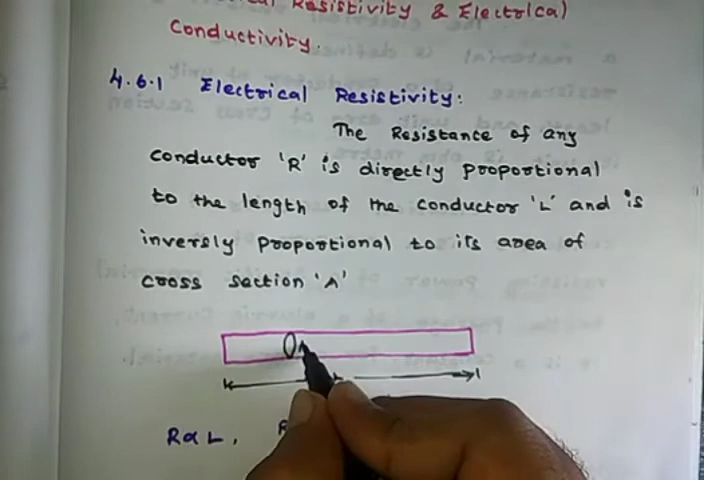 Resistivity & Electrical
Conductivity.
4.6.1 Electrical Resistivity:
The Resistance of any
conductor 'R' is directly proportional
to the length of the conductor 'L' and is
inversly proportional to its area of
cross section 'A'
R α L,